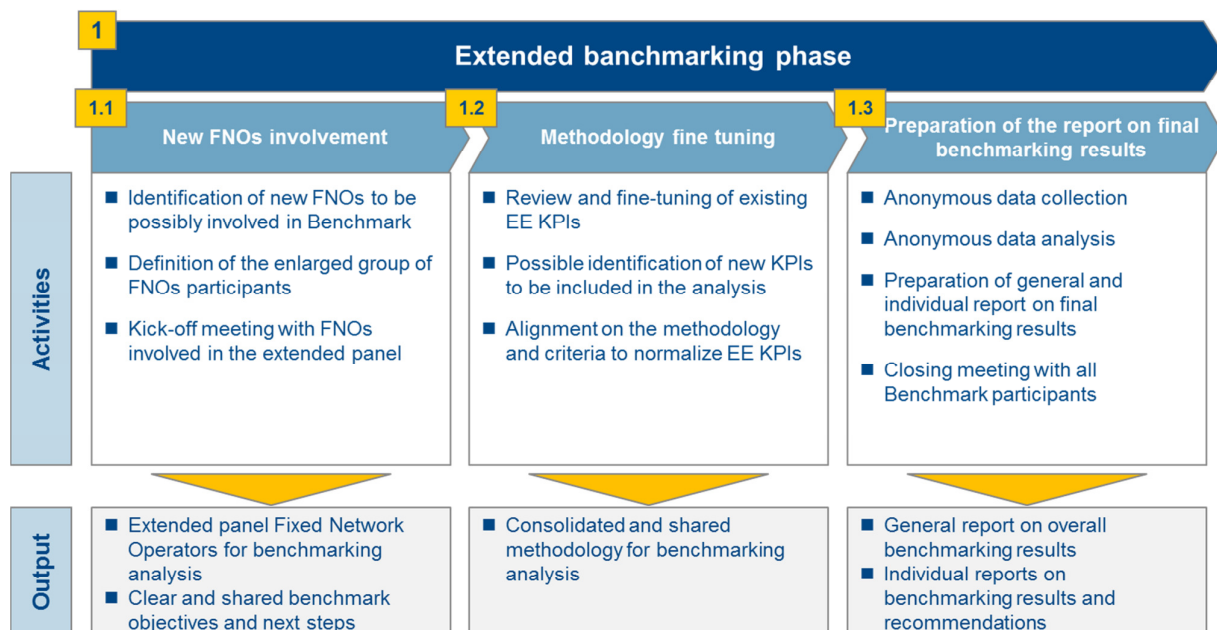 1
Extended banchmarking phase
1.1
New FNOs involvement
1.2
Methodology fine tuning
1.3
Preparation of the report on final
benchmarking results
Activities
■ Identification of new FNOs to be
possibly involved in Benchmark
■ Definition of the enlarged group of
FNOs participants
■ Kick-off meeting with FNOs
involved in the extended panel
■ Review and fine-tuning of existing
EE KPIs
■ Possible identification of new KPIs
to be included in the analysis
■ Alignment on the methodology
and criteria to normalize EE KPIs
■ Anonymous data collection
■ Anonymous data analysis
■ Preparation of general and
individual report on final
benchmarking results
■ Closing meeting with all
Benchmark participants
Output
■ Extended panel Fixed Network
Operators for benchmarking
analysis
■ Clear and shared benchmark
objectives and next steps
■ Consolidated and shared
methodology for benchmarking
analysis
■ General report on overall
benchmarking results
■ Individual reports on
benchmarking results and
recommendations